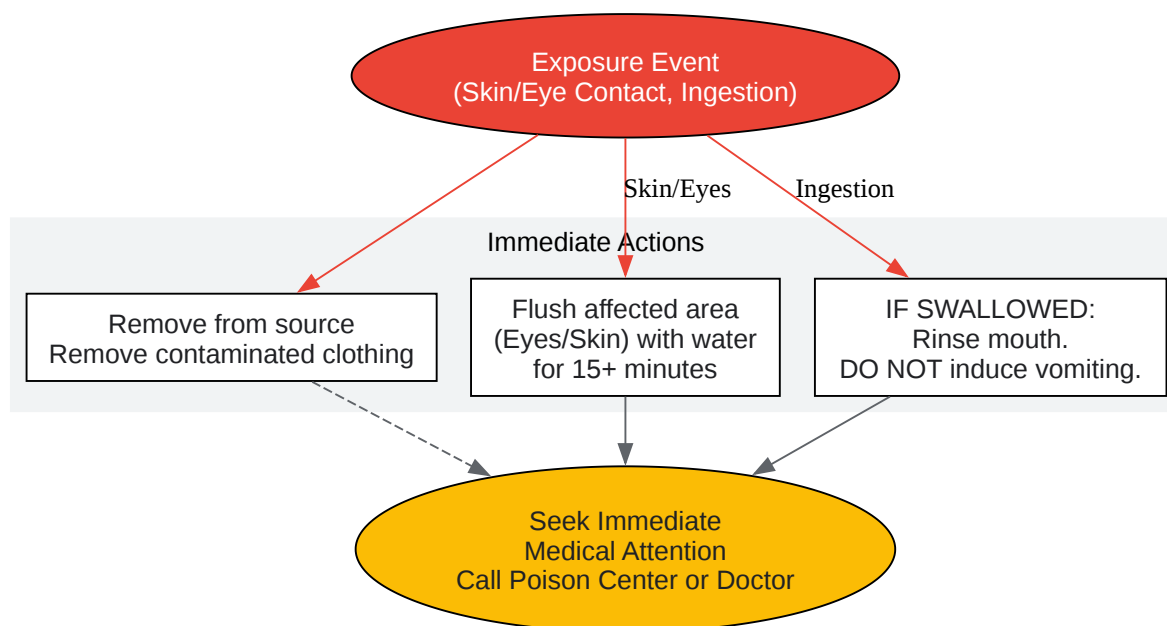 Exposure Event
(Skin/Eye Contact, Ingestion)
Skin/Eyes
Ingestion
Immediate Actions
Remove from source
Remove contaminated clothing
Flush affected area
(Eyes/Skin) with water
for 15+ minutes
IF SWALLOWED:
Rinse mouth.
DO NOT induce vomiting.
Seek Immediate
Medical Attention
Call Poison Center or Doctor